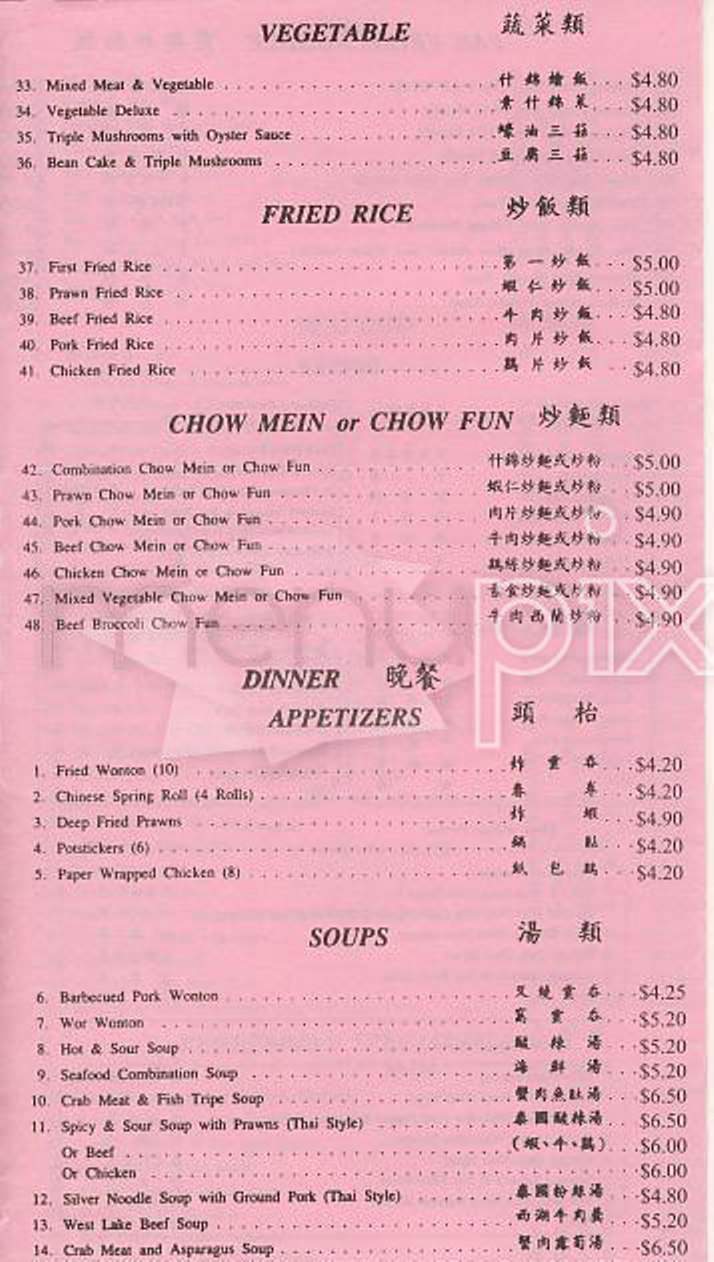 VEGETABLE 蔬菜類
33. Mixed Meat & Vegetable 什錦燴飯 $4.80
34. Vegetable Deluxe 素什錦菜 $4.80
35. Triple Mushrooms with Oyster Sauce 蠔油三菇 $4.80
36. Bean Cake & Triple Mushrooms 豆腐三菇 $4.80
FRIED RICE 炒飯類
37. First Fried Rice 第一炒飯 $5.00
38. Prawn Fried Rice 蝦仁炒飯 $5.00
39. Beef Fried Rice 牛肉炒飯 $4.80
40. Pork Fried Rice 肉片炒飯 $4.80
41. Chicken Fried Rice 鷄片炒飯 $4.80
CHOW MEIN or CHOW FUN 炒麵類
42. Combination Chow Mein or Chow Fun 什錦炒麵或炒粉 $5.00
43. Prawn Chow Mein or Chow Fun 蝦仁炒麵或炒粉 $5.00
44. Pork Chow Mein or Chow Fun 肉片炒麵或炒粉 $4.90
45. Beef Chow Mein or Chow Fun 牛肉炒麵或炒粉 $4.90
46. Chicken Chow Mein or Chow Fun 鷄絲炒麵或炒粉 $4.90
47. Mixed Vegetable Chow Mein or Chow Fun 素食炒麵或炒粉 $4.90
48. Beef Broccoli Chow Fun 牛肉西蘭炒粉 $4.90
menupix
DINNER 晚餐
APPETIZERS 頭枱
1. Fried Wonton (10) 炸雲吞 $4.20
2. Chinese Spring Roll (4 Rolls) 春卷 $4.20
3. Deep Fried Prawns 炸蝦 $4.90
4. Potstickers (6) 鍋貼 $4.20
5. Paper Wrapped Chicken (8) 紙包鷄 $4.20
SOUPS 湯類
6. Barbecued Pork Wonton 叉燒雲吞 $4.25
7. Wor Wonton 窩雲吞 $5.20
8. Hot & Sour Soup 酸辣湯 $5.20
9. Seafood Combination Soup 海鮮湯 $5.20
10. Crab Meat & Fish Tripe Soup 蟹肉魚肚湯 $6.50
11. Spicy & Sour Soup with Prawns (Thai Style) 泰國酸辣湯 $6.50
Or Beef (蝦、牛、鷄) $6.00
Or Chicken $6.00
12. Silver Noodle Soup with Ground Pork (Thai Style) 泰國粉絲湯 $4.80
13. West Lake Beef Soup 西湖牛肉羹 $5.20
14. Crab Meat and Asparagus Soup 蟹肉露荀湯 $6.50